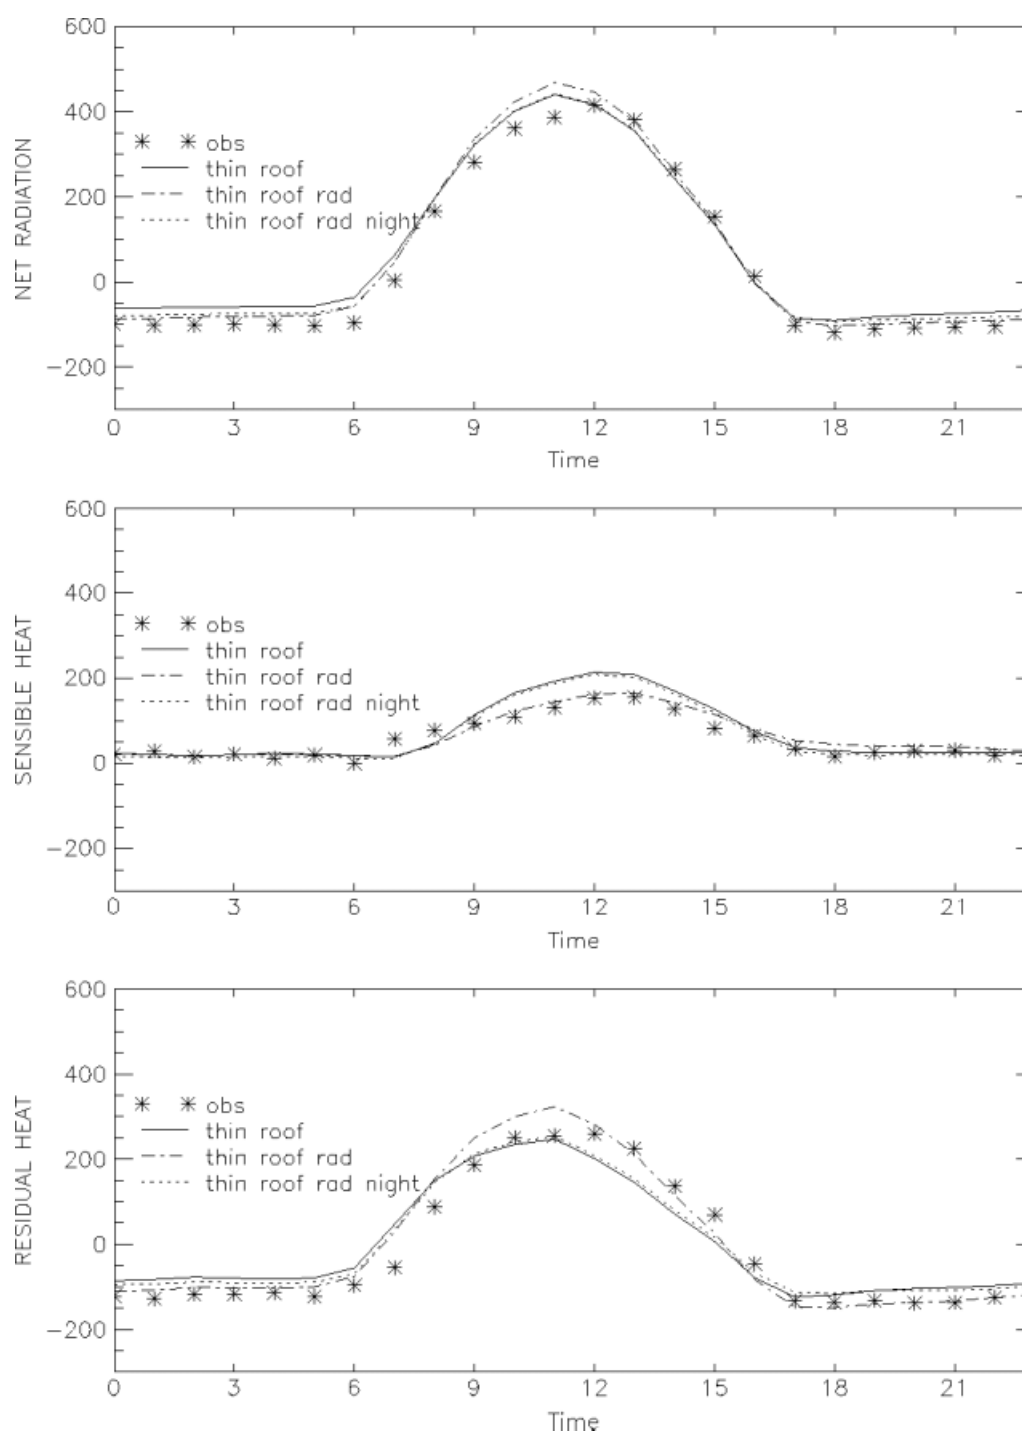 600
400
200
0
−200
NET RADIATION
obs
thin roof
thin roof rad
thin roof rad night
0 3 6 9 12 15 18 21
Time
600
400
200
0
−200
SENSIBLE HEAT
obs
thin roof
thin roof rad
thin roof rad night
0 3 6 9 12 15 18 21
Time
600
400
200
0
−200
RESIDUAL HEAT
obs
thin roof
thin roof rad
thin roof rad night
0 3 6 9 12 15 18 21
Time